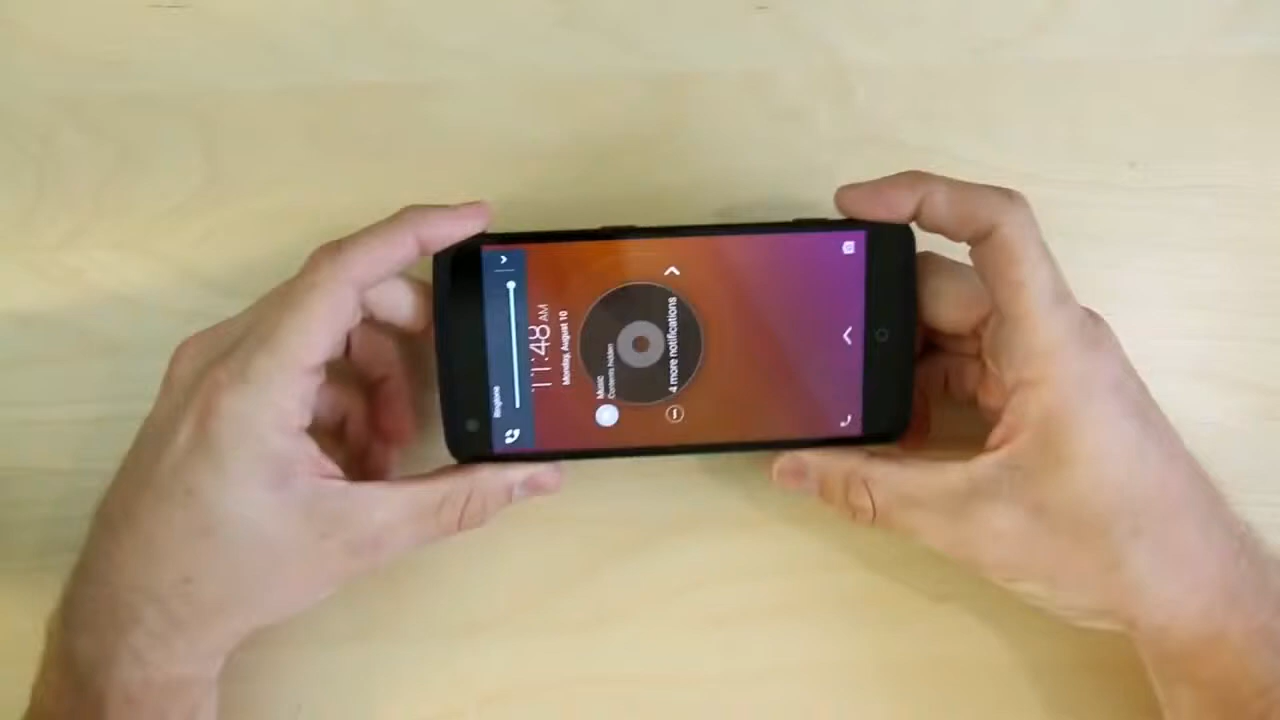 Ringtone
11:48 AM
Monday, August 10
Music
Contents hidden
4 more notifications